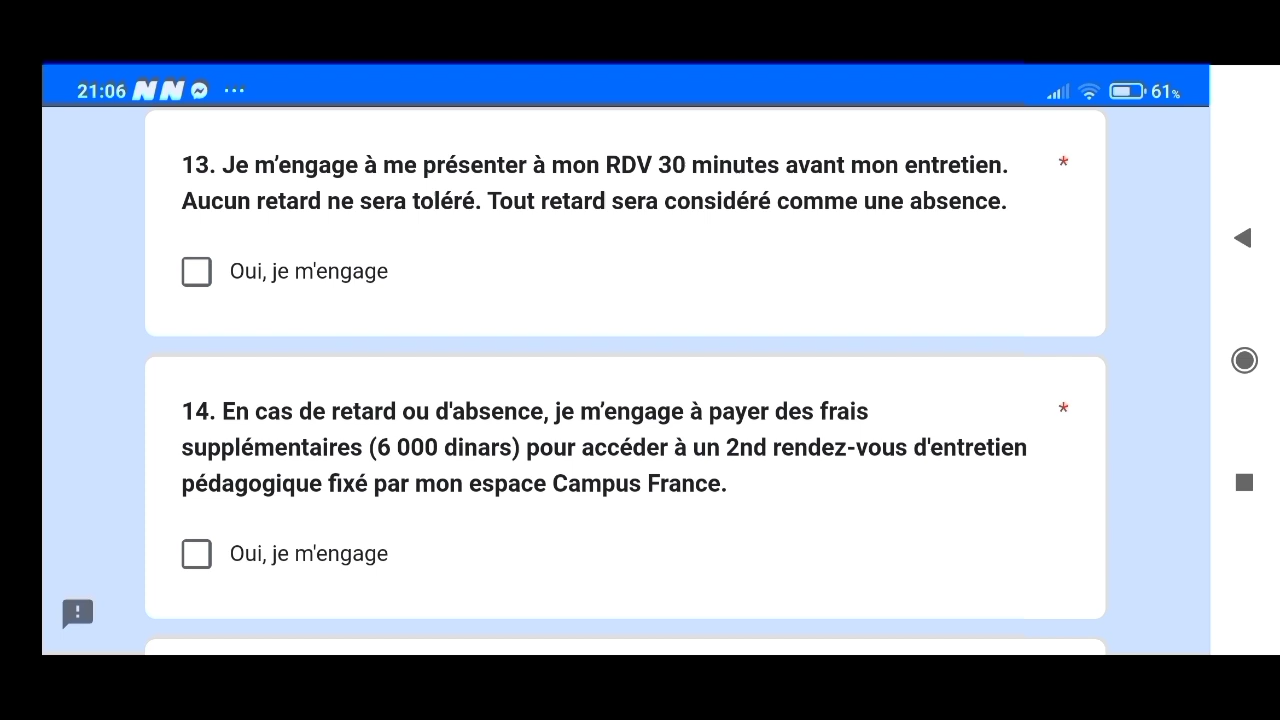 21:06 NN ... 61%
13. Je m’engage à me présenter à mon RDV 30 minutes avant mon entretien. *
Aucun retard ne sera toléré. Tout retard sera considéré comme une absence.
Oui, je m'engage
14. En cas de retard ou d'absence, je m’engage à payer des frais *
supplémentaires (6 000 dinars) pour accéder à un 2nd rendez-vous d'entretien
pédagogique fixé par mon espace Campus France.
Oui, je m'engage